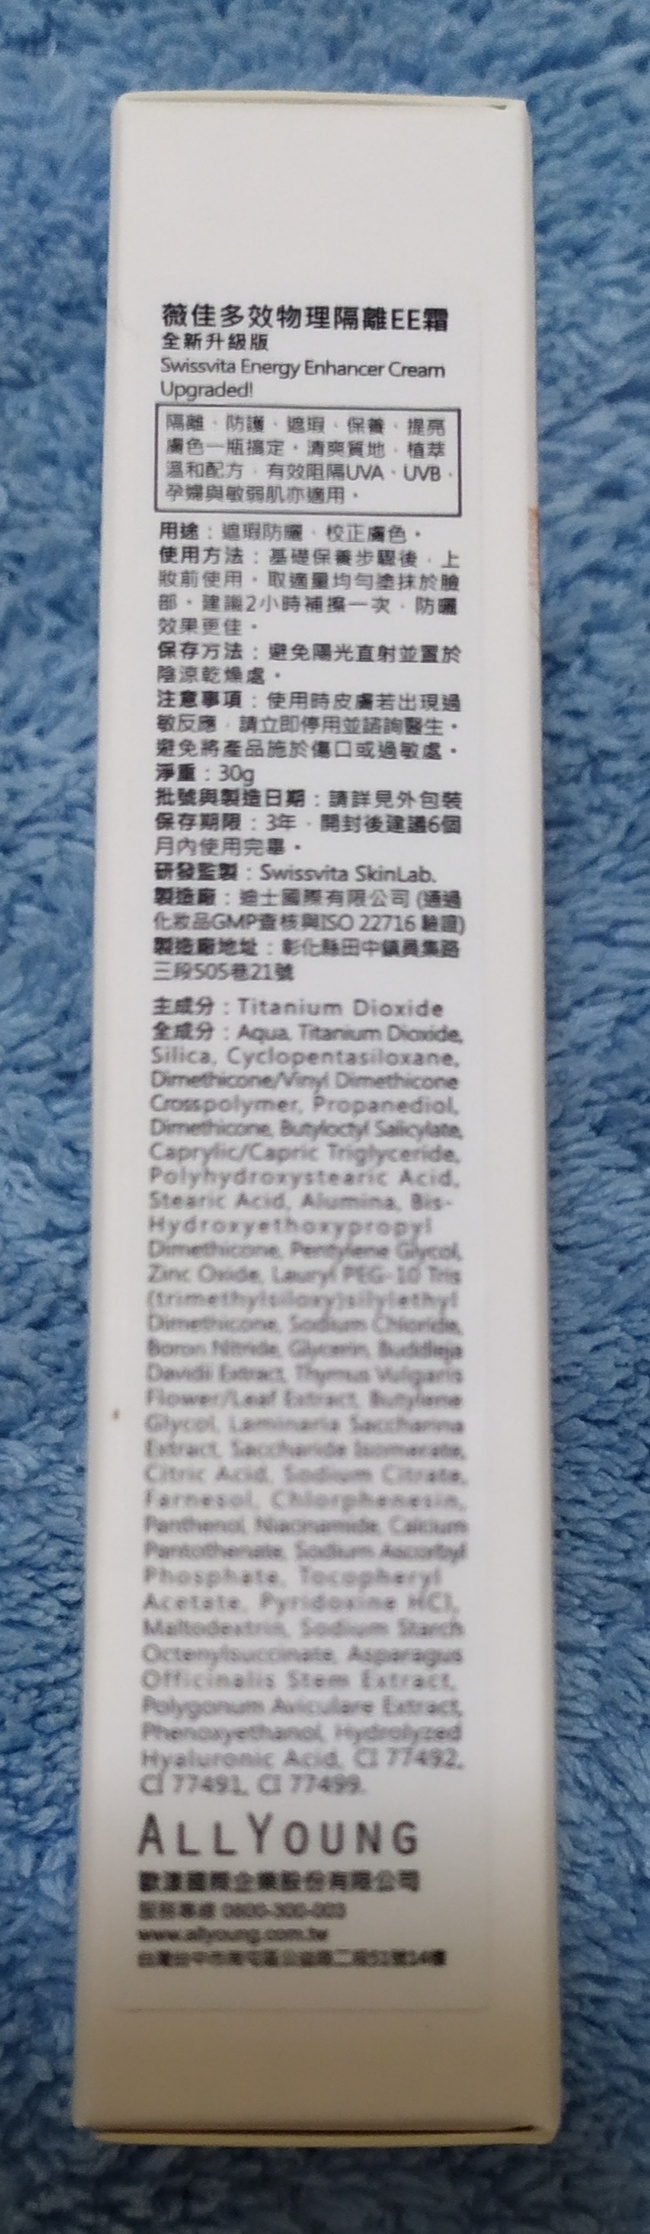 薇佳多效物理隔離EE霜
全新升級版
Swissvita Energy Enhancer Cream
Upgraded!
隔離、防護、遮瑕、保養、提亮
膚色一瓶搞定。清爽質地，植萃
溫和配方，有效阻隔UVA、UVB，
孕婦與敏弱肌亦適用。
用途：遮瑕防曬、校正膚色。
使用方法：基礎保養步驟後，上
妝前使用。取適量均勻塗抹於臉
部。建議2小時補擦一次，防曬
效果更佳。
保存方法：避免陽光直射並置於
陰涼乾燥處。
注意事項：使用時皮膚若出現過
敏反應，請立即停用並諮詢醫生。
避免將產品施於傷口或過敏處。
淨重：30g
批號與製造日期：請詳見外包裝
保存期限：3年，開封後建議6個
月內使用完畢。
研發監製：Swissvita SkinLab.
製造廠：迪士國際有限公司 (通過
化妝品GMP查核與ISO 22716 驗證)
製造廠地址：彰化縣田中鎮員集路
三段505巷21號
主成分：Titanium Dioxide
全成分：Aqua, Titanium Dioxide,
Silica, Cyclopentasiloxane,
Dimethicone/Vinyl Dimethicone
Crosspolymer, Propanediol,
Dimethicone, Butyloctyl Salicylate,
Caprylic/Capric Triglyceride,
Polyhydroxystearic Acid,
Stearic Acid, Alumina, Bis-
Hydroxyethoxypropyl
Dimethicone, Pentylene Glycol,
Zinc Oxide, Lauryl PEG-10 Tris
(trimethylsiloxy)silylethyl
Dimethicone, Sodium Chloride,
Boron Nitride, Glycerin, Buddleja
Davidii Extract, Thymus Vulgaris
Flower/Leaf Extract, Butylene
Glycol, Laminaria Saccharina
Extract, Saccharide Isomerate,
Citric Acid, Sodium Citrate,
Farnesol, Chlorphenesin,
Panthenol, Niacinamide, Calcium
Pantothenate, Sodium Ascorbyl
Phosphate, Tocopheryl
Acetate, Pyridoxine HCl,
Maltodextrin, Sodium Starch
Octenylsuccinate, Asparagus
Officinalis Stem Extract,
Polygonum Aviculare Extract,
Phenoxyethanol, Hydrolyzed
Hyaluronic Acid, CI 77492,
CI 77491, CI 77499.
ALLYOUNG
歐漾國際企業股份有限公司
服務專線 0800-300-003
www.allyoung.com.tw
台灣台中市南屯區公益路二段51號14樓